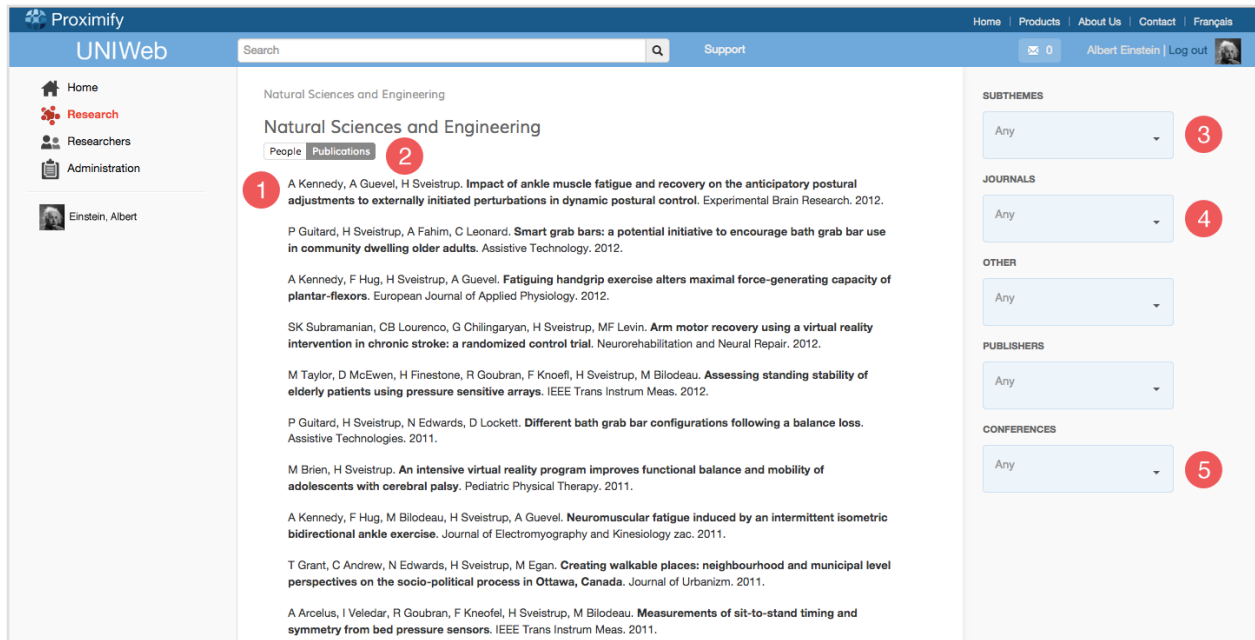 Proximify
Home | Products | About Us | Contact | Français
UNIWeb
Search
Support
0
Albert Einstein | Log out
Home
Research
Researchers
Administration
Einstein, Albert
Natural Sciences and Engineering
Natural Sciences and Engineering
People Publications
2
1
A Kennedy, A Guevel, H Sveistrup. Impact of ankle muscle fatigue and recovery on the anticipatory postural
adjustments to externally initiated perturbations in dynamic postural control. Experimental Brain Research. 2012.
P Guitard, H Sveistrup, A Fahim, C Leonard. Smart grab bars: a potential initiative to encourage bath grab bar use
in community dwelling older adults. Assistive Technology. 2012.
A Kennedy, F Hug, H Sveistrup, A Guevel. Fatiguing handgrip exercise alters maximal force-generating capacity of
plantar-flexors. European Journal of Applied Physiology. 2012.
SK Subramanian, CB Lourenco, G Chilingaryan, H Sveistrup, MF Levin. Arm motor recovery using a virtual reality
intervention in chronic stroke: a randomized control trial. Neurorehabilitation and Neural Repair. 2012.
M Taylor, D McEwen, H Finestone, R Goubran, F Knoefl, H Sveistrup, M Bilodeau. Assessing standing stability of
elderly patients using pressure sensitive arrays. IEEE Trans Instrum Meas. 2012.
P Guitard, H Sveistrup, N Edwards, D Lockett. Different bath grab bar configurations following a balance loss.
Assistive Technologies. 2011.
M Brien, H Sveistrup. An intensive virtual reality program improves functional balance and mobility of
adolescents with cerebral palsy. Pediatric Physical Therapy. 2011.
A Kennedy, F Hug, M Bilodeau, H Sveistrup, A Guevel. Neuromuscular fatigue induced by an intermittent isometric
bidirectional ankle exercise. Journal of Electromyography and Kinesiology zac. 2011.
T Grant, C Andrew, N Edwards, H Sveistrup, M Egan. Creating walkable places: neighbourhood and municipal level
perspectives on the socio-political process in Ottawa, Canada. Journal of Urbanizm. 2011.
A Arcelus, I Veledar, R Goubran, F Kneofel, H Sveistrup, M Bilodeau. Measurements of sit-to-stand timing and
symmetry from bed pressure sensors. IEEE Trans Instrum Meas. 2011.
SUBTHEMES
Any
3
JOURNALS
Any
4
OTHER
Any
PUBLISHERS
Any
CONFERENCES
Any
5